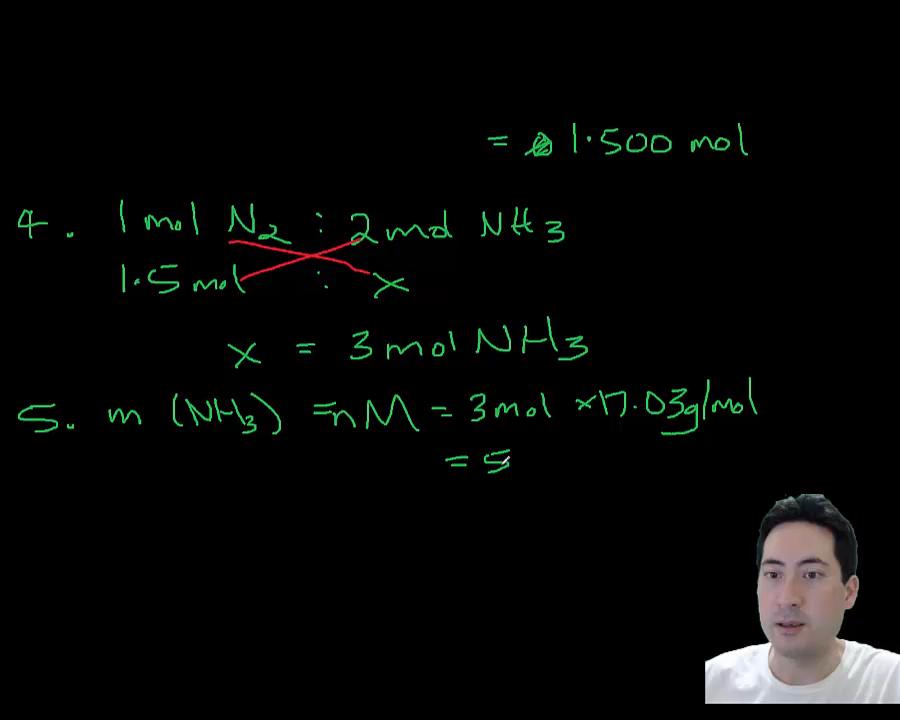 = 1.500 mol
4. 1 mol N₂ : 2 mol NH₃
1.5 mol : x
x = 3 mol NH₃
5. m (NH₃) = nM = 3 mol × 17.03 g/mol
= 5